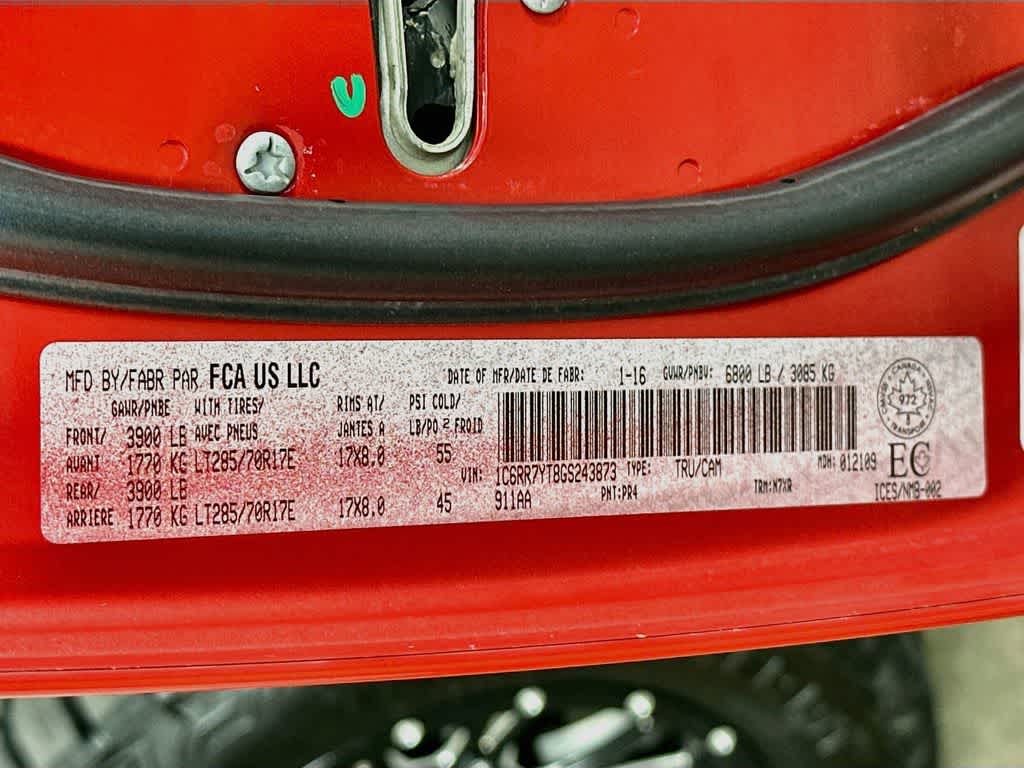 MFD BY/FABR PAR FCA US LLC DATE OF MFR/DATE DE FABR: 1-16 GVWR/PNBV: 6800 LB / 3085 KG
GAWR/PNBE WITH TIRES/ RIMS AT/ PSI COLD/
FRONT/ 3900 LB AVEC PNEUS JANTES A LB/PO² FROID
AVANT 1770 KG LT285/70R17E 17X8.0 55
REAR/ 3900 LB
ARRIERE 1770 KG LT285/70R17E 17X8.0 45
VIN: 1C6RR7YT8GS243873 TYPE: TRU/CAM MDH: 012109
911AA PNT:PR4 TRM:N7XR
CANADA
972
TRANSPORT
EC
ICES/NMB-002